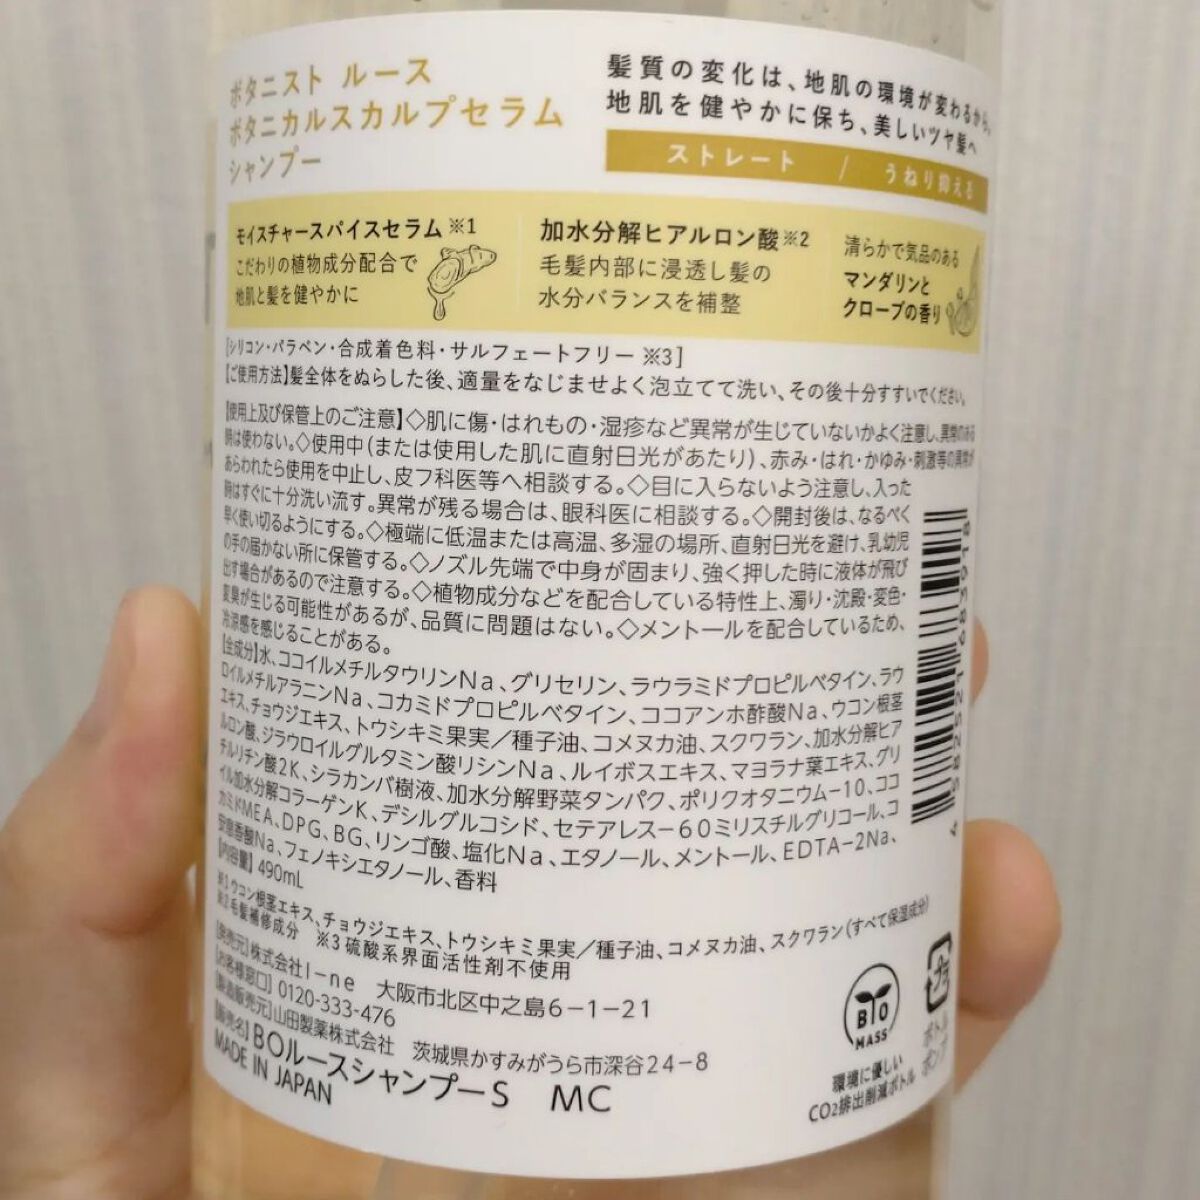 ボタニスト ルース
ボタニカルスカルプセラム
シャンプー
髪質の変化は、地肌の環境が変わるから。
地肌を健やかに保ち、美しいツヤ髪へ
ストレート / うねり抑える
モイスチャースパイスセラム※1
こだわりの植物成分配合で
地肌と髪を健やかに
加水分解ヒアルロン酸※2
毛髪内部に浸透し髪の
水分バランスを補整
清らかで気品のある
マンダリンと
クローブの香り
[シリコン・パラベン・合成着色料・サルフェートフリー ※3]
【ご使用方法】髪全体をぬらした後、適量をなじませよく泡立てて洗い、その後十分すすいでください。
【使用上及び保管上のご注意】◇肌に傷・はれもの・湿疹など異常が生じていないかよく注意し、異常のある
時は使わない。◇使用中(または使用した肌に直射日光があたり)、赤み・はれ・かゆみ・刺激等の異常が
あらわれたら使用を中止し、皮フ科医等へ相談する。◇目に入らないよう注意し、入った
時はすぐに十分洗い流す。異常が残る場合は、眼科医に相談する。◇開封後は、なるべく
早く使い切るようにする。◇極端に低温または高温、多湿の場所、直射日光を避け、乳幼児
の手の届かない所に保管する。◇ノズル先端で中身が固まり、強く押した時に液体が飛び
出す場合があるので注意する。◇植物成分などを配合している特性上、濁り・沈殿・変色・
変臭が生じる可能性があるが、品質に問題はない。◇メントールを配合しているため、
冷涼感を感じることがある。
【全成分】水、ココイルメチルタウリンNa、グリセリン、ラウラミドプロピルベタイン、ラウ
ロイルメチルアラニンNa、コカミドプロピルベタイン、ココアンホ酢酸Na、ウコン根茎
エキス、チョウジエキス、トウシキミ果実/種子油、コメヌカ油、スクワラン、加水分解ヒア
ルロン酸、ジラウロイルグルタミン酸リシンNa、ルイボスエキス、マヨラナ葉エキス、グリ
チルリチン酸2K、シラカンバ樹液、加水分解野菜タンパク、ポリクオタニウム-10、ココ
イル加水分解コラーゲンK、デシルグルコシド、セテアレス-60ミリスチルグリコール、コ
カミドMEA、DPG、BG、リンゴ酸、塩化Na、エタノール、メントール、EDTA-2Na、
安息香酸Na、フェノキシエタノール、香料
【内容量】490mL
※1 ウコン根茎エキス、チョウジエキス、トウシキミ果実/種子油、コメヌカ油、スクワラン(すべて保湿成分)
※2 毛髪補修成分 ※3 硫酸系界面活性剤不使用
[発売元] 株式会社I-ne 大阪市北区中之島6-1-21
[お客様窓口] 0120-333-476
[製造販売元] 山田製薬株式会社 茨城県かすみがうら市深谷24-8
[販売名] BOルースシャンプーS MC
MADE IN JAPAN
BIO
MASS
環境に優しい
CO2排出削減ボトル
プラ
ボトル
ポンプ